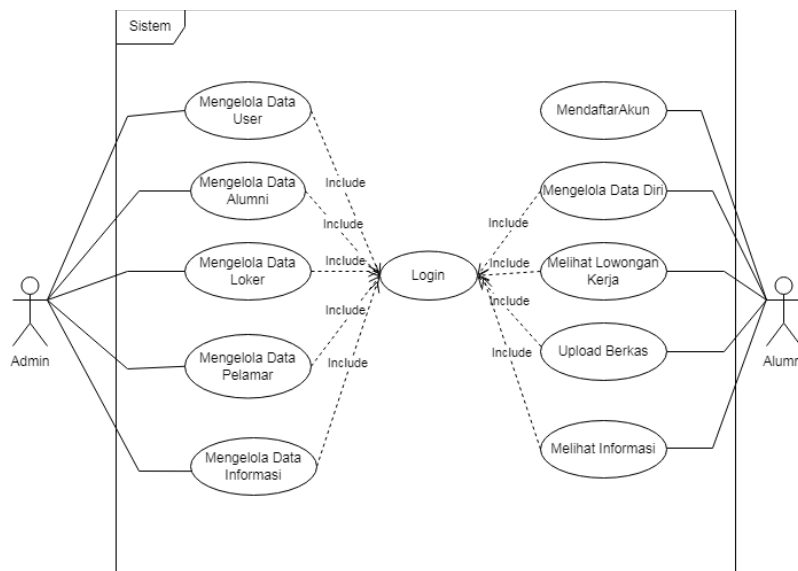 Sistem
Mengelola Data
User
MendaftarAkun
Include
Mengelola Data
Alumni
Mengelola Data Diri
Include
Include
Mengelola Data
Loker
Include
Login
Include
Melihat Lowongan
Kerja
Admin
Include
Include
Alumr
Mengelola Data
Pelamar
Include
Include
Upload Berkas
Mengelola Data
Informasi
Melihat Informasi